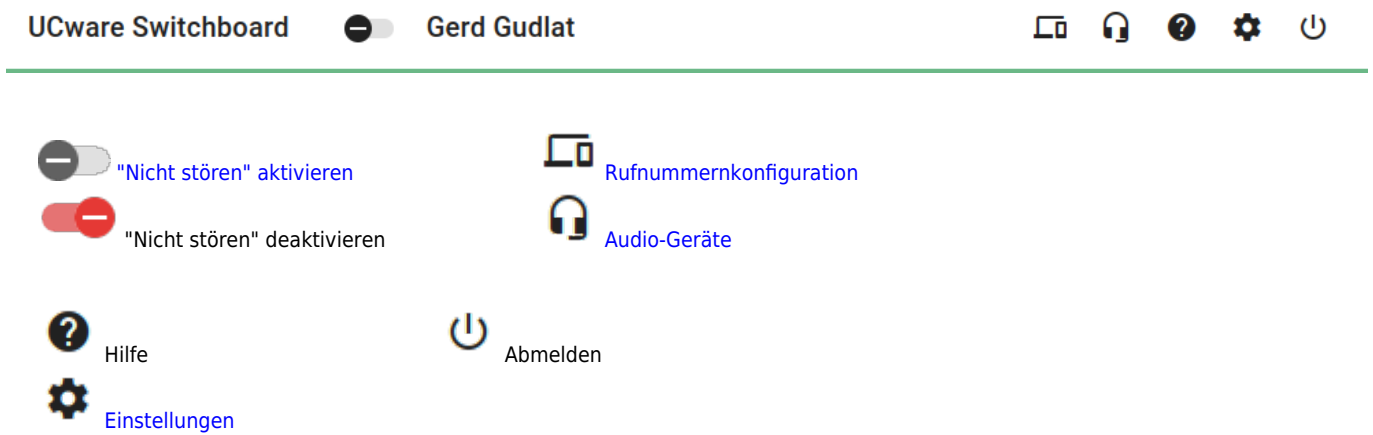 UCware Switchboard Gerd Gudlat
"Nicht stören" aktivieren Rufnummernkonfiguration
"Nicht stören" deaktivieren Audio-Geräte
Hilfe Abmelden
Einstellungen